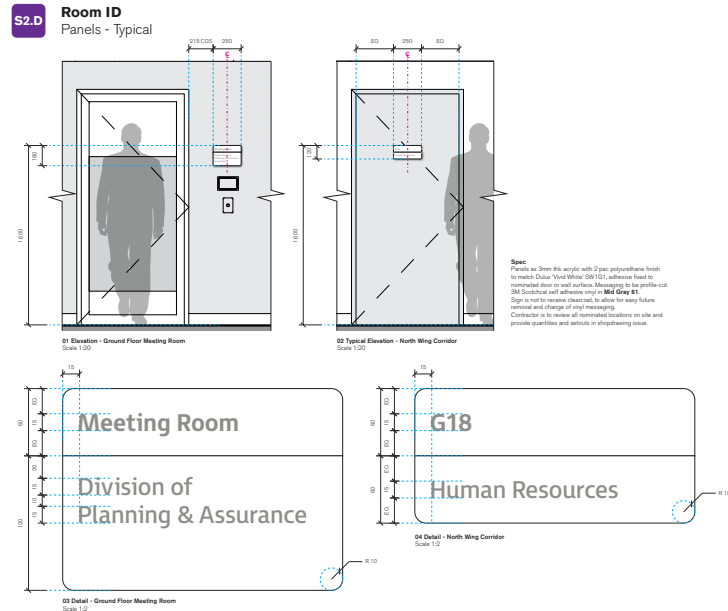 S2.D
Room ID
Panels - Typical
215 COS
250
EQ
250
EQ
180
1600
120
1600
Spec
Panels as 3mm thk acrylic with 2 pac polyurethane finish
to match Dulux 'Vivid White' SW1G1, adhesive fixed to
nominated door or wall surface. Messaging to be profile-cut
3M Scotchcal self adhesive vinyl in Mid Gray 61.
Sign is not to receive clearcoat, to allow for easy future
removal and change of vinyl messaging.
Contractor is to review all nominated locations on site and
provide quantities and setouts in shopdrawing issue.
01 Elevation - Ground Floor Meeting Room
Scale 1:20
02 Typical Elevation - North Wing Corridor
Scale 1:20
15
60
EQ
15
EQ
Meeting Room
120
20
15
10
15
Division of
Planning & Assurance
R 10
03 Detail - Ground Floor Meeting Room
Scale 1:2
15
60
EQ
15
EQ
G18
60
EQ
15
EQ
Human Resources
R 10
04 Detail - North Wing Corridor
Scale 1:2